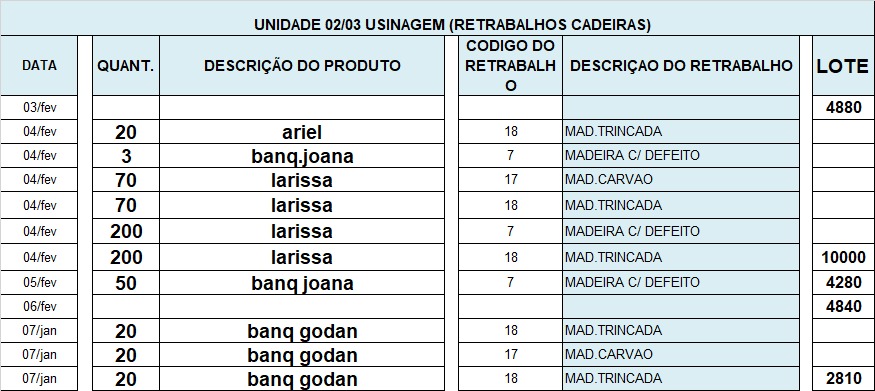 UNIDADE 02/03 USINAGEM (RETRABALHOS CADEIRAS)
DATA QUANT. DESCRIÇÃO DO PRODUTO CODIGO DO RETRABALH O DESCRIÇAO DO RETRABALHO LOTE
03/fev 4880
04/fev 20 ariel 18 MAD.TRINCADA
04/fev 3 banq.joana 7 MADEIRA C/ DEFEITO
04/fev 70 larissa 17 MAD.CARVAO
04/fev 70 larissa 18 MAD.TRINCADA
04/fev 200 larissa 7 MADEIRA C/ DEFEITO
04/fev 200 larissa 18 MAD.TRINCADA 10000
05/fev 50 banq joana 7 MADEIRA C/ DEFEITO 4280
06/fev 4840
07/jan 20 banq godan 18 MAD.TRINCADA
07/jan 20 banq godan 17 MAD.CARVAO
07/jan 20 banq godan 18 MAD.TRINCADA 2810